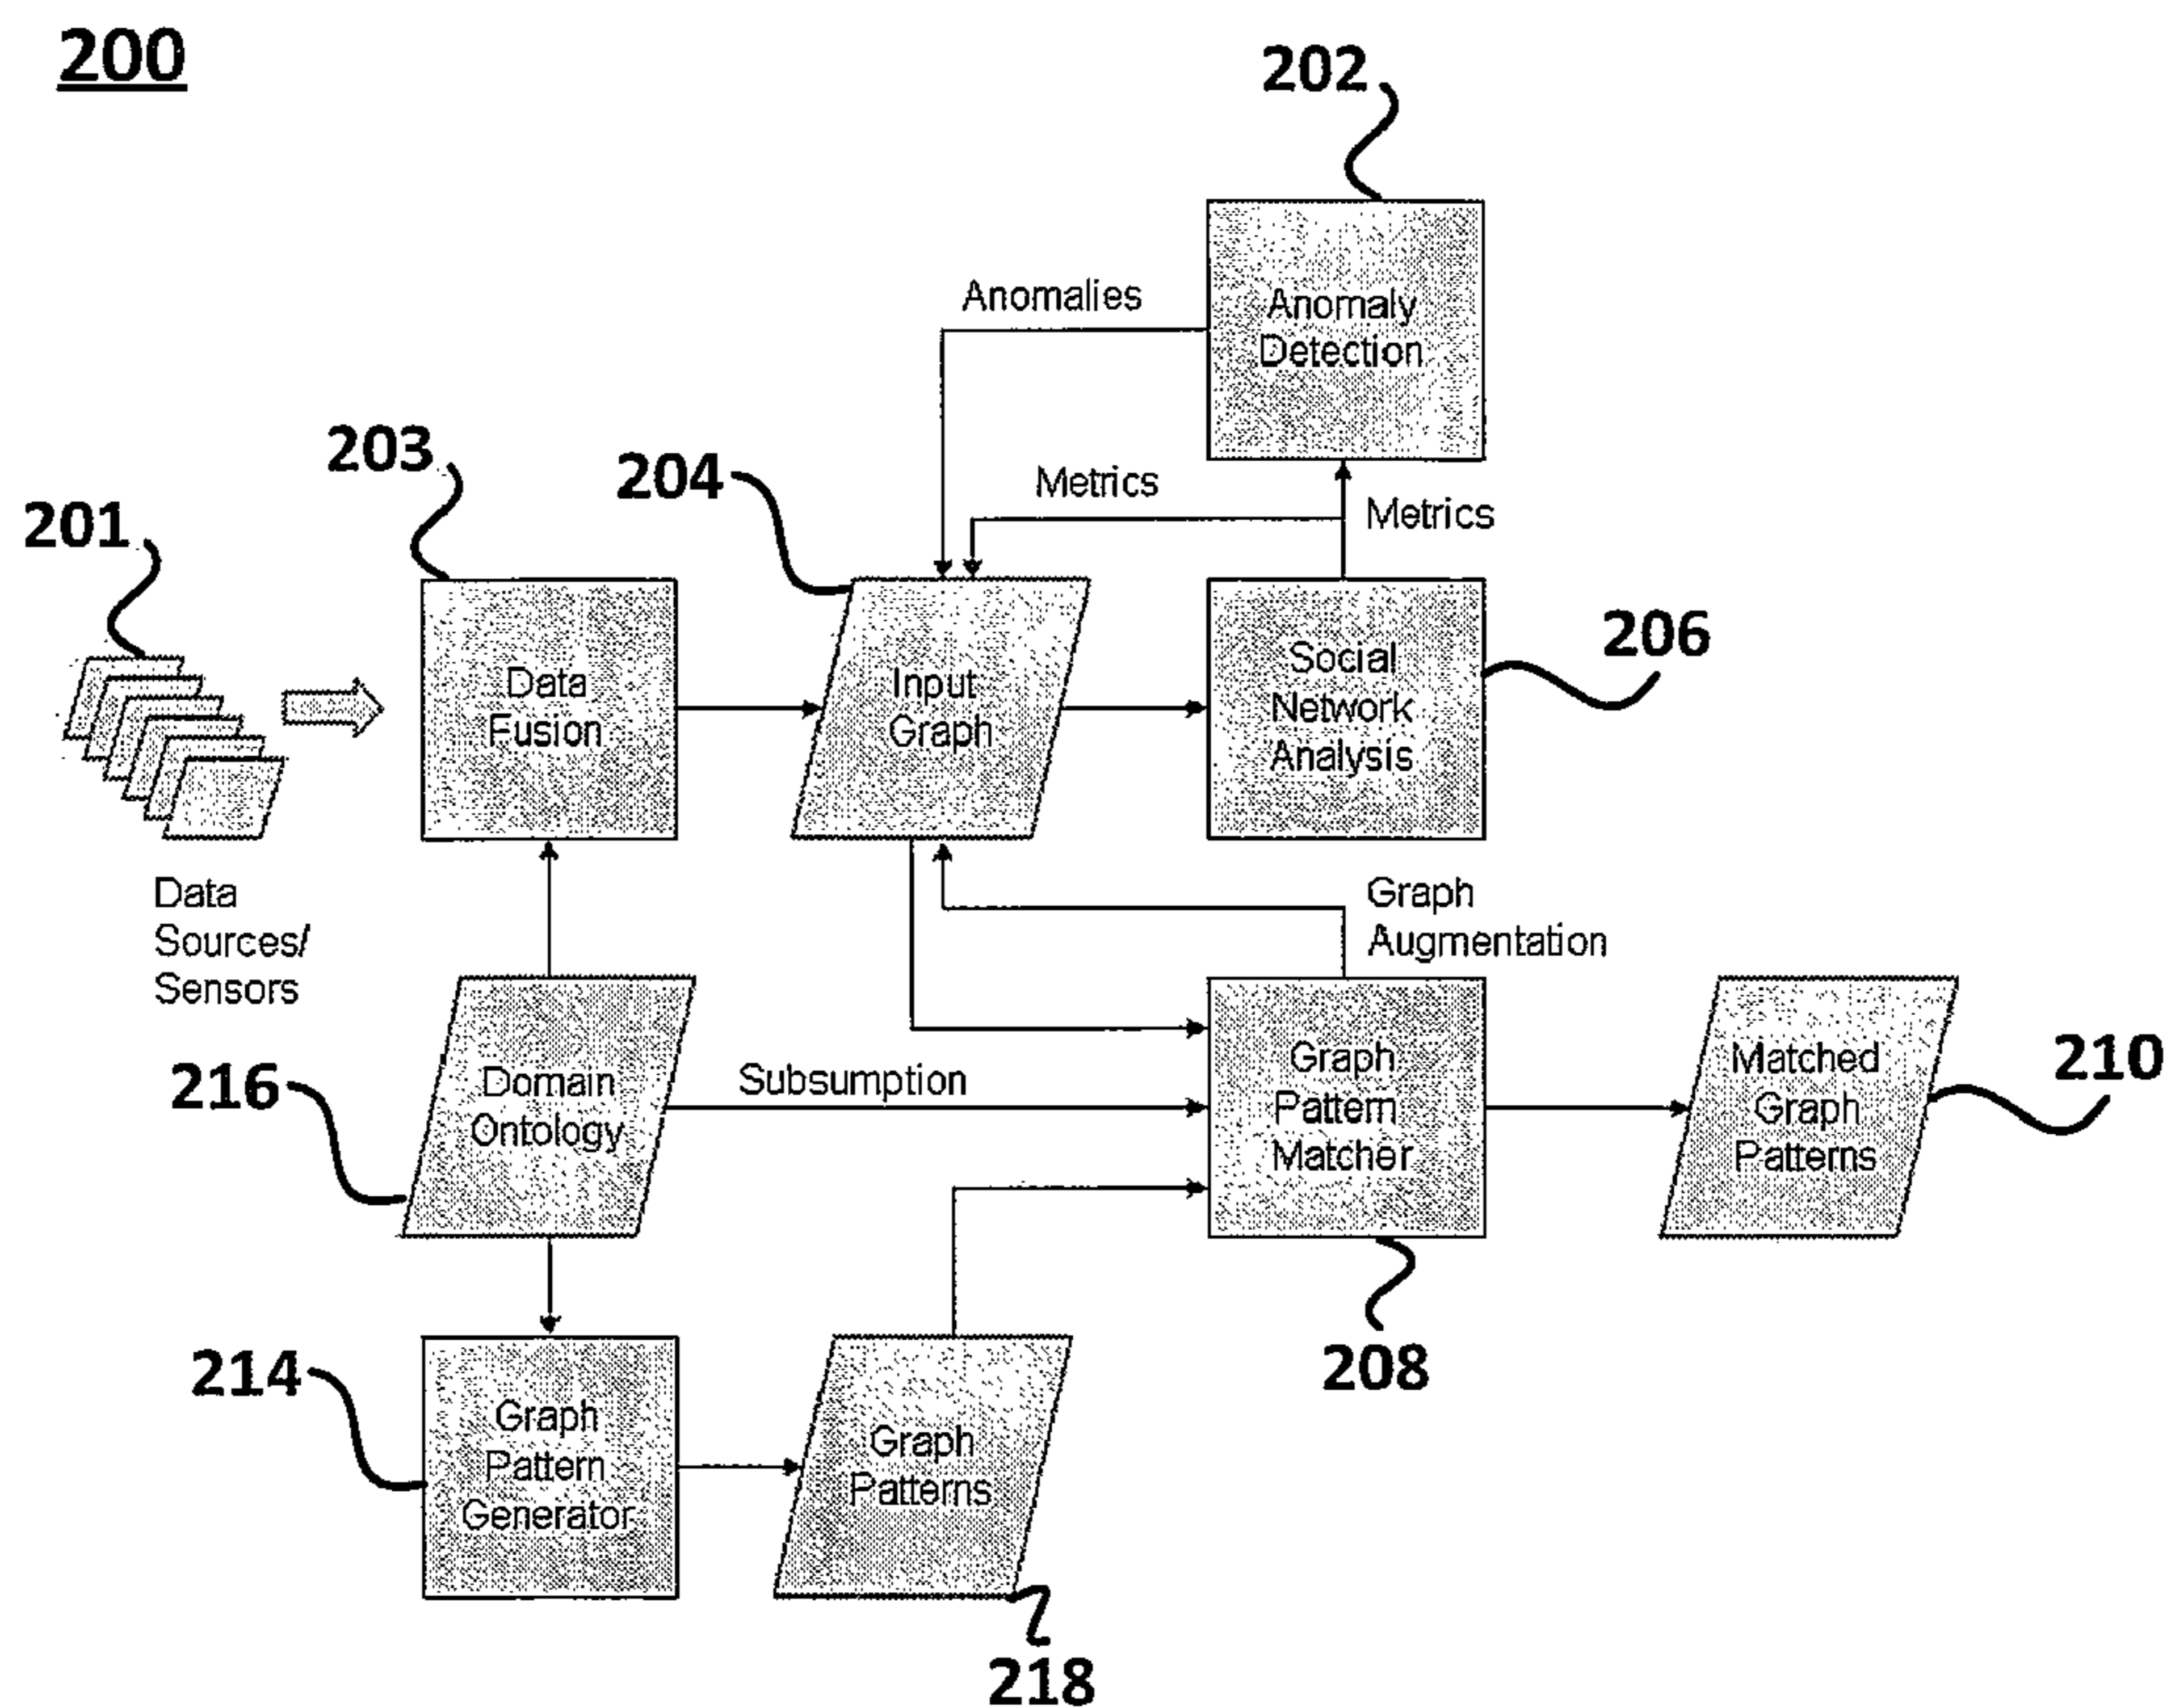 200
202
Anomalies
Anomaly
Detection
203
204
Metrics
Metrics
201
206
Data
Fusion
Input
Graph
Social
Network
Analysis
Data
Sources/
Sensors
Graph
Augmentation
216
Domain
Ontology
Subsumption
Graph
Pattern
Matcher
Matched
Graph
Patterns
210
208
214
Graph
Pattern
Generator
Graph
Patterns
218